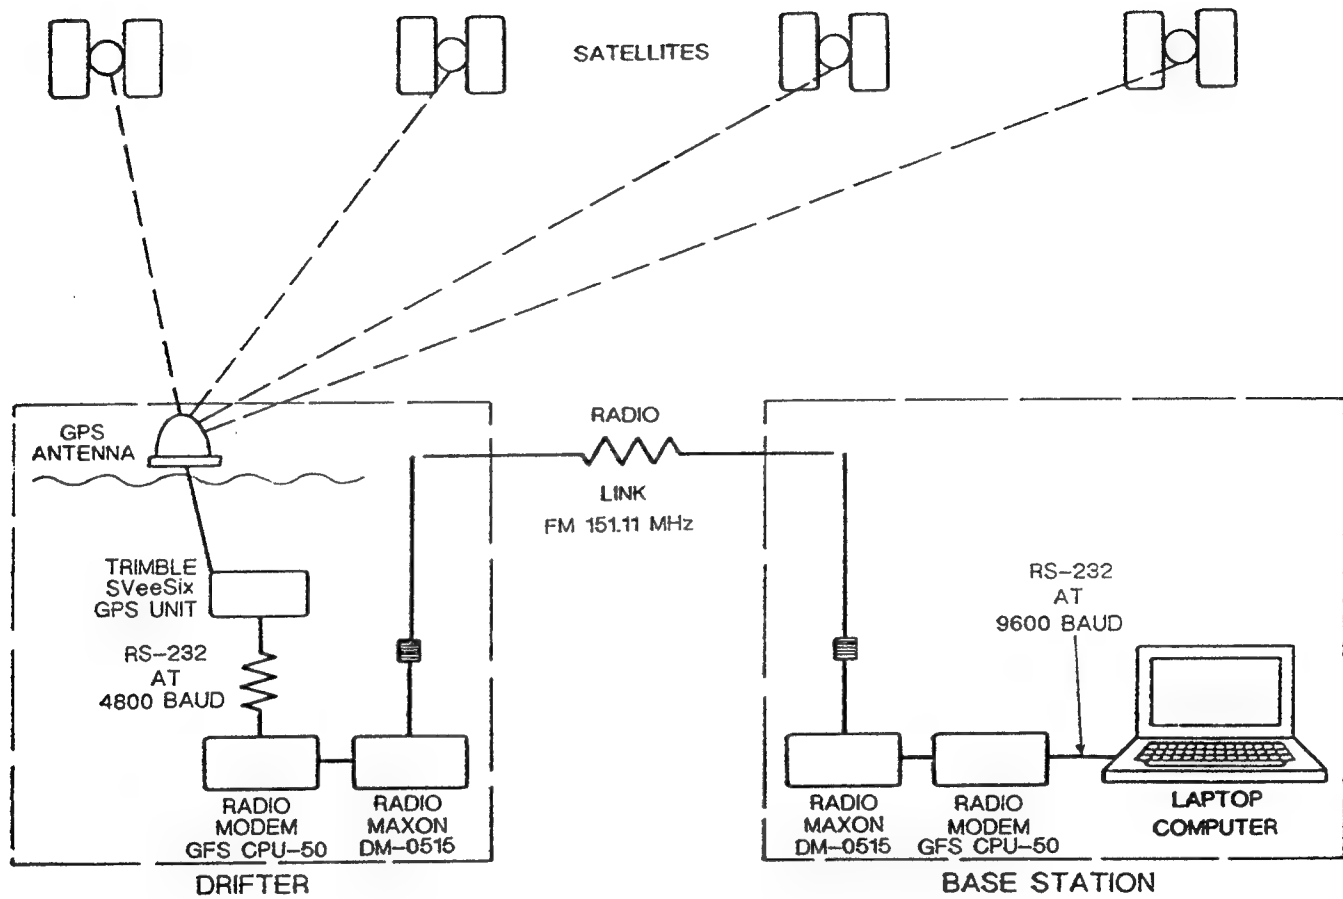 SATELLITES
GPS
ANTENNA
RADIO
LINK
FM 151.11 MHz
TRIMBLE
SVeeSix
GPS UNIT
RS-232
AT
4800 BAUD
RS-232
AT
9600 BAUD
RADIO
MODEM
GFS CPU-50
RADIO
MAXON
DM-0515
RADIO
MAXON
DM-0515
RADIO
MODEM
GFS CPU-50
LAPTOP
COMPUTER
DRIFTER
BASE STATION